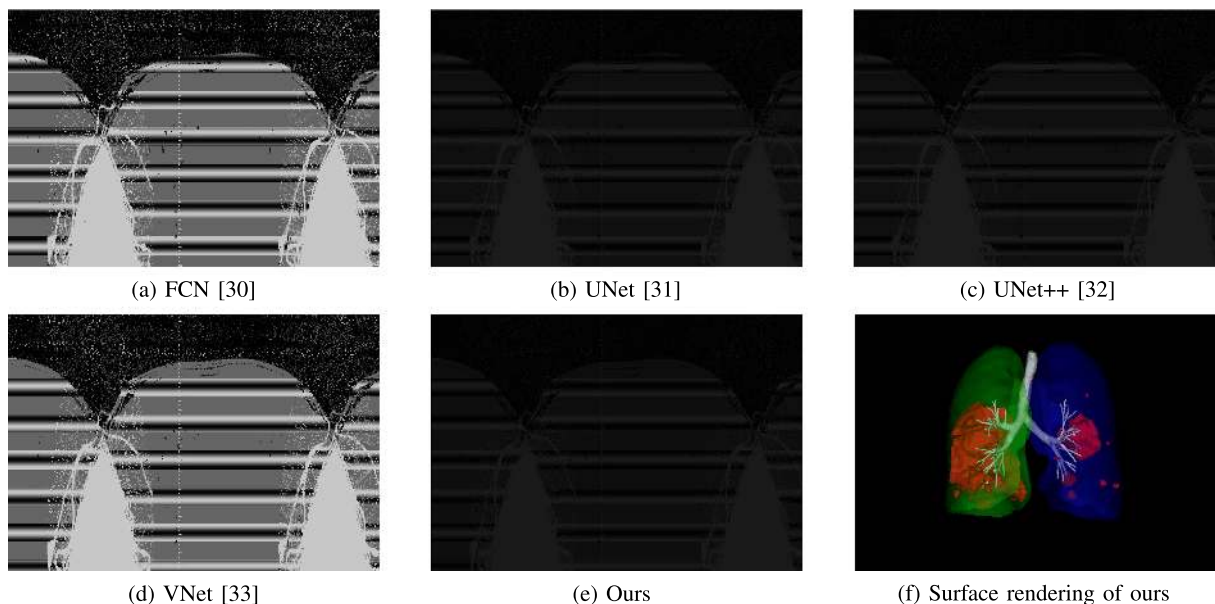 (a) FCN [30]
(b) UNet [31]
(c) UNet++ [32]
(d) VNet [33]
(e) Ours
(f) Surface rendering of ours